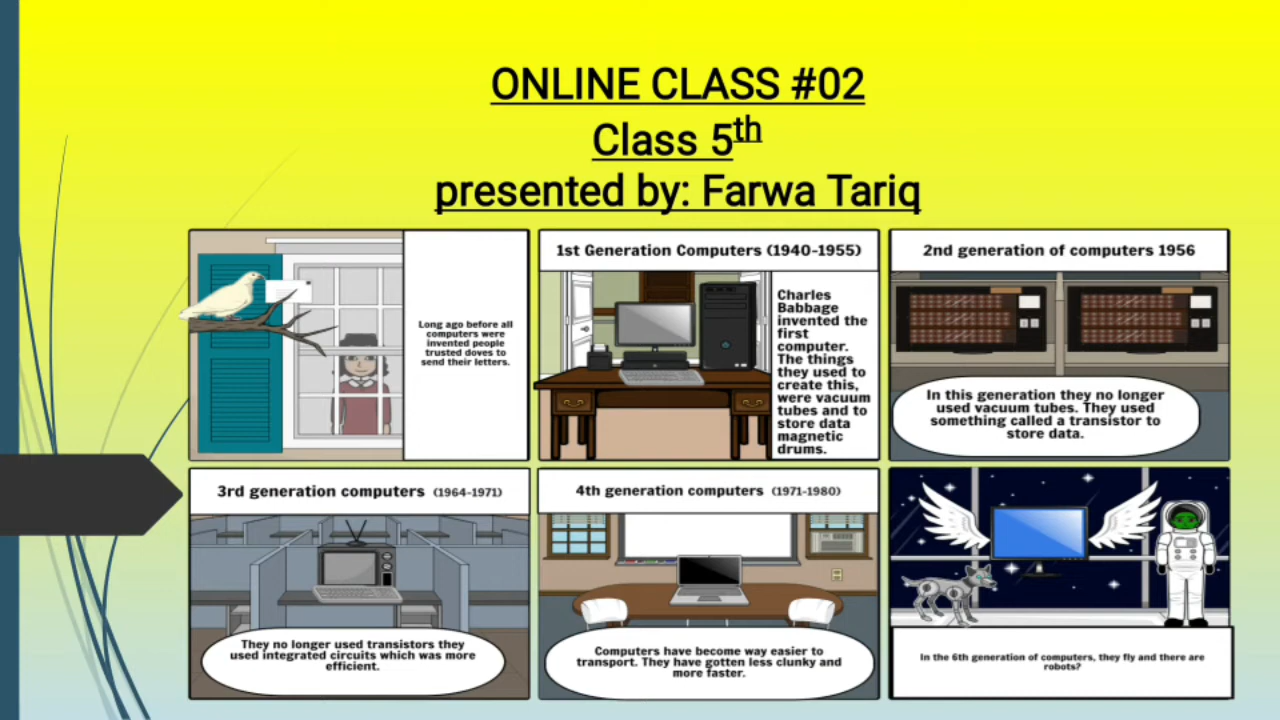 ONLINE CLASS #02
Class 5th
presented by: Farwa Tariq
Long ago before all
computers were
invented people
trusted doves to
send their letters.
1st Generation Computers (1940-1955)
Charles
Babbage
invented the
first
computer.
The things
they used to
create this,
were vacuum
tubes and to
store data
magnetic
drums.
2nd generation of computers 1956
In this generation they no longer
used vacuum tubes. They used
something called a transistor to
store data.
3rd generation computers (1964-1971)
They no longer used transistors they
used integrated circuits which was more
efficient.
4th generation computers (1971-1980)
Computers have become way easier to
transport. They have gotten less clunky and
more faster.
In the 6th generation of computers, they fly and there are
robots?